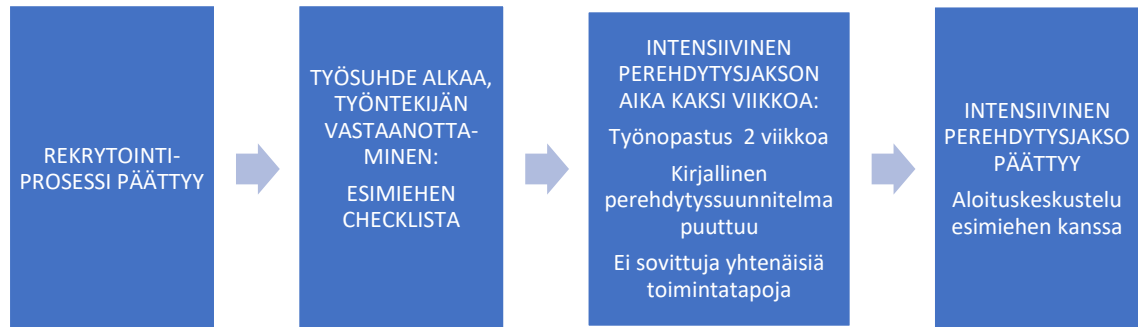 REKRYTOINTI-
PROSESSI PÄÄTTYY
TYÖSUHDE ALKAA,
TYÖNTEKIJÄN
VASTAANOTTA-
MINEN:
ESIMIEHEN
CHECKLISTA
INTENSIIVINEN
PEREHDYTYSJAKSON
AIKA KAKSI VIIKKOA:
Työnopastus 2 viikkoa
Kirjallinen
perehdytyssuunnitelma
puuttuu
Ei sovittuja yhtenäisiä
toimintatapoja
INTENSIIVINEN
PEREHDYTYSJAKSO
PÄÄTTYY
Aloituskeskustelu
esimiehen kanssa